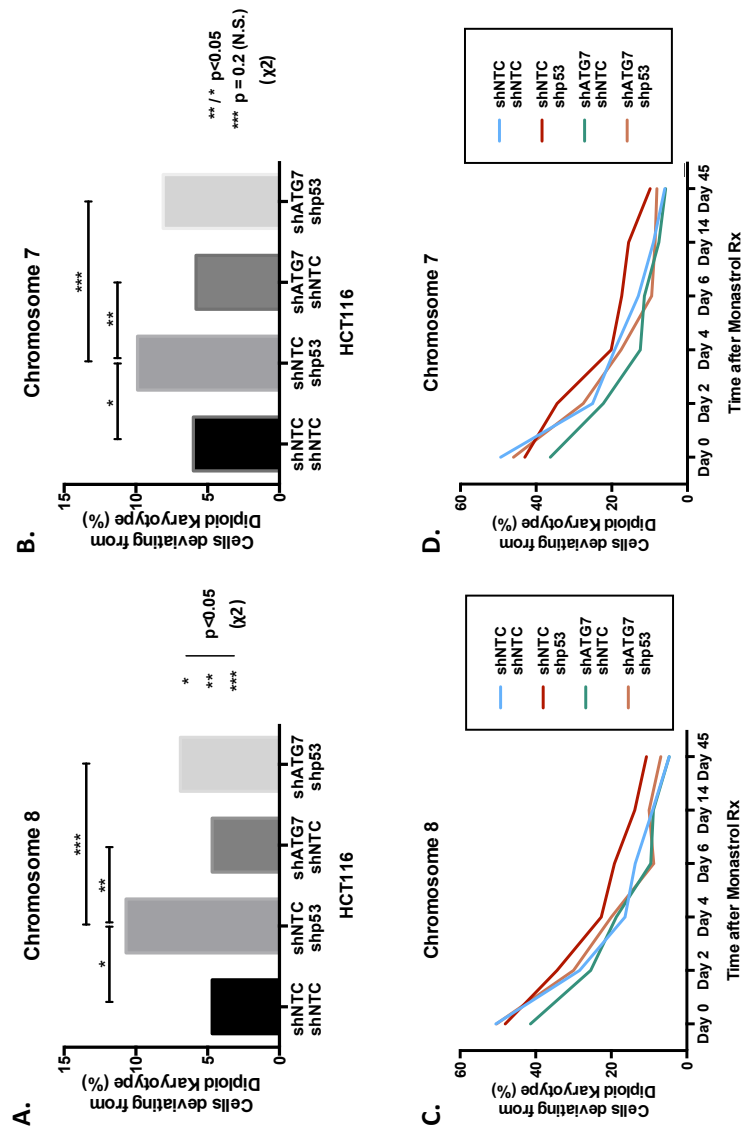 A.
Chromosome 8
Cells deviating from
Diploid Karyotype (%)
15
10
5
0
***
*
**
shNTC
shNTC
shNTC
shp53
shATG7
shNTC
shATG7
shp53
HCT116
*
**
***
p<0.05
(χ2)
B.
Chromosome 7
Cells deviating from
Diploid Karyotype (%)
15
10
5
0
***
*
**
shNTC
shNTC
shNTC
shp53
shATG7
shNTC
shATG7
shp53
HCT116
** / * p<0.05
*** p = 0.2 (N.S.)
(χ2)
C.
Chromosome 8
Cells deviating from
Diploid Karyotype (%)
60
40
20
0
Day 0
Day 2
Day 4
Day 6
Day 14
Day 45
Time after Monastrol Rx
shNTC
shNTC
shNTC
shp53
shATG7
shNTC
shATG7
shp53
D.
Chromosome 7
Cells deviating from
Diploid Karyotype (%)
60
40
20
0
Day 0
Day 2
Day 4
Day 6
Day 14
Day 45
Time after Monastrol Rx
shNTC
shNTC
shNTC
shp53
shATG7
shNTC
shATG7
shp53